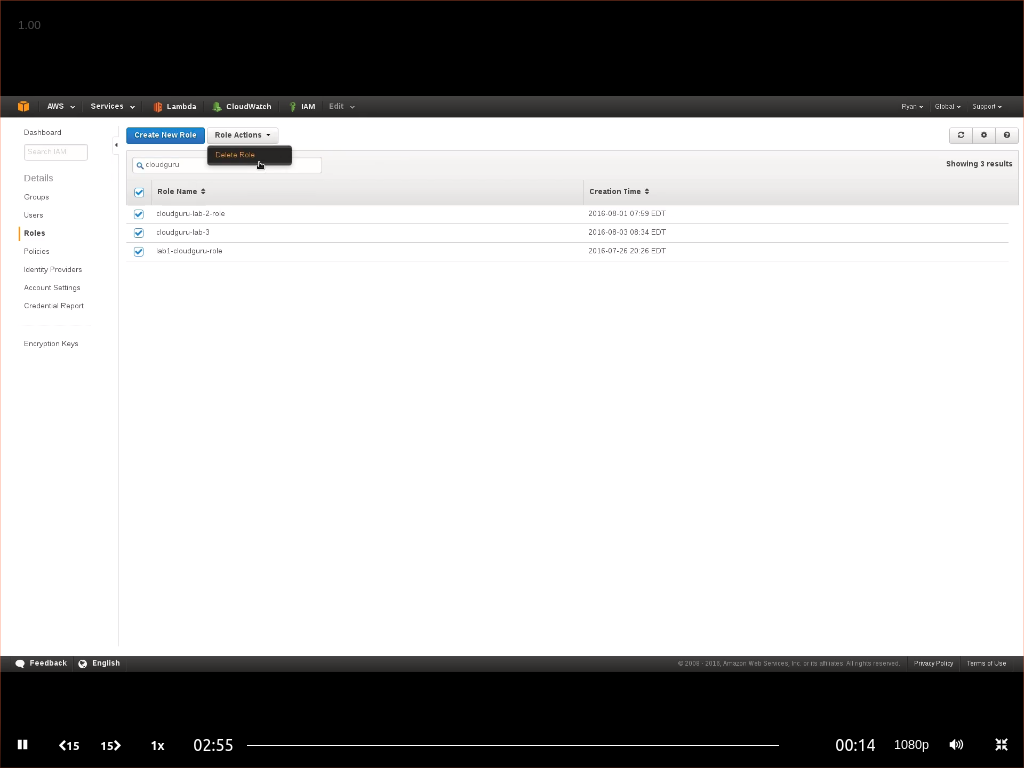 1.00
AWS Services Lambda CloudWatch IAM Edit Ryan Global Support
Dashboard
Search IAM
Details
Groups
Users
Roles
Policies
Identity Providers
Account Settings
Credential Report
Encryption Keys
Create New Role Role Actions
Delete Role
cloudguru
Showing 3 results
Role Name Creation Time
cloudguru-lab-2-role 2016-08-01 07:59 EDT
cloudguru-lab-3 2016-08-03 08:34 EDT
lab1-cloudguru-role 2016-07-26 20:26 EDT
Feedback English © 2008 - 2016, Amazon Web Services, Inc. or its affiliates. All rights reserved. Privacy Policy Terms of Use
15 15 1x 02:55 00:14 1080p